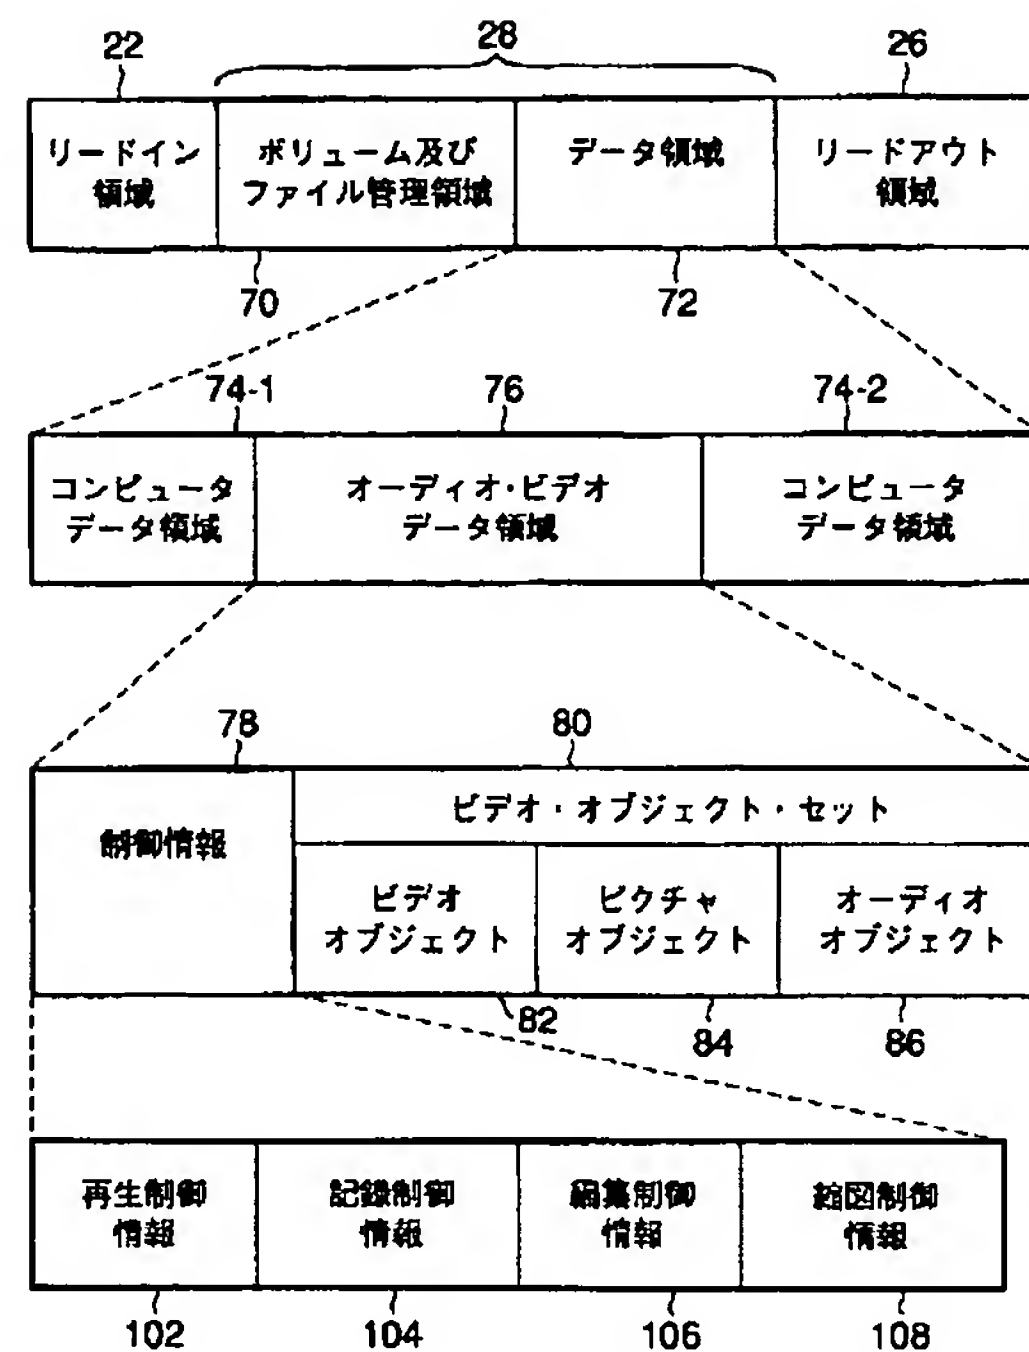 22
28
26
リードイン
領域
ボリューム及び
ファイル管理領域
データ領域
リードアウト
領域
70
72
74-1
76
74-2
コンピュータ
データ領域
オーディオ・ビデオ
データ領域
コンピュータ
データ領域
78
80
制御情報
ビデオ・オブジェクト・セット
ビデオ
オブジェクト
ピクチャ
オブジェクト
オーディオ
オブジェクト
82
84
86
再生制御
情報
記録制御
情報
編集制御
情報
縮図制御
情報
102
104
106
108